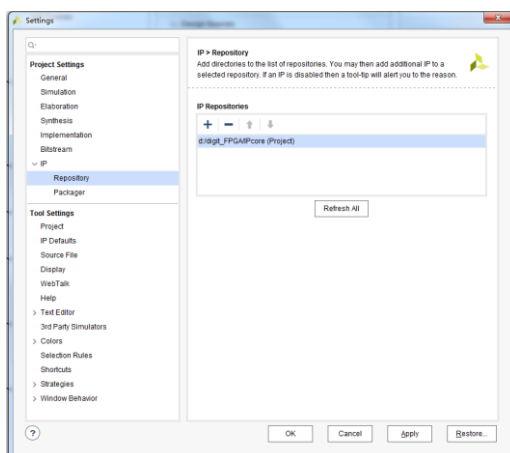 Settings
Q-
Project Settings
General
Simulation
Elaboration
Synthesis
Implementation
Bitstream
IP
Repository
Packager
Tool Settings
Project
IP Defaults
Source File
Display
WebTalk
Help
Text Editor
3rd Party Simulators
Colors
Selection Rules
Shortcuts
Strategies
Window Behavior
IP > Repository
Add directories to the list of repositories. You may then add additional IP to a
selected repository. If an IP is disabled then a tool-tip will alert you to the reason.
IP Repositories
d:/digit_FPGA/IPcore (Project)
Refresh All
?
OK
Cancel
Apply
Restore...